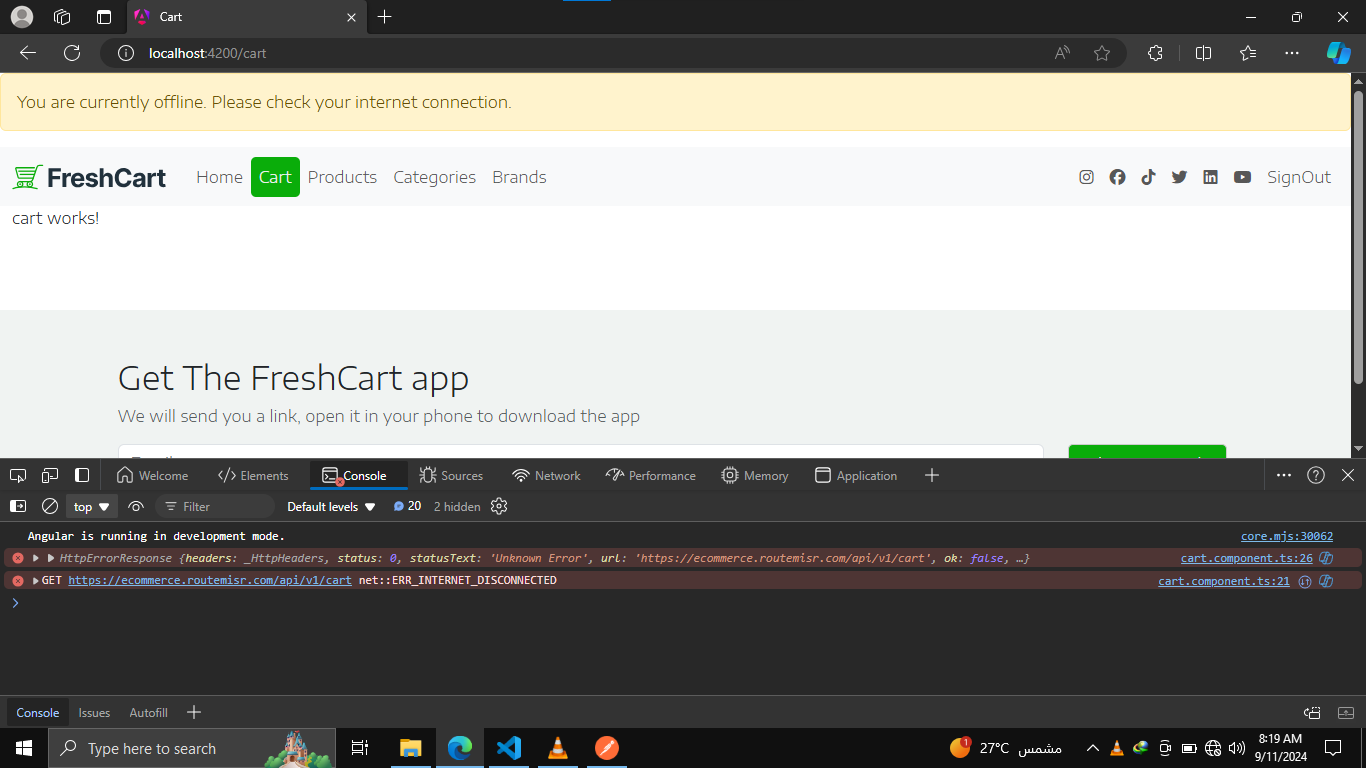 Cart
localhost:4200/cart
You are currently offline. Please check your internet connection.
FreshCart Home Cart Products Categories Brands SignOut
cart works!
Get The FreshCart app
We will send you a link, open it in your phone to download the app
Welcome Elements Console Sources Network Performance Memory Application
top Filter Default levels 20 2 hidden
Angular is running in development mode. core.mjs:30062
HttpErrorResponse {headers: _HttpHeaders, status: 0, statusText: 'Unknown Error', url: 'https://ecommerce.routemisr.com/api/v1/cart', ok: false, …} cart.component.ts:26
GET https://ecommerce.routemisr.com/api/v1/cart net::ERR_INTERNET_DISCONNECTED cart.component.ts:21
Console Issues Autofill
Type here to search 1 27°C مشمس 8:19 AM
9/11/2024